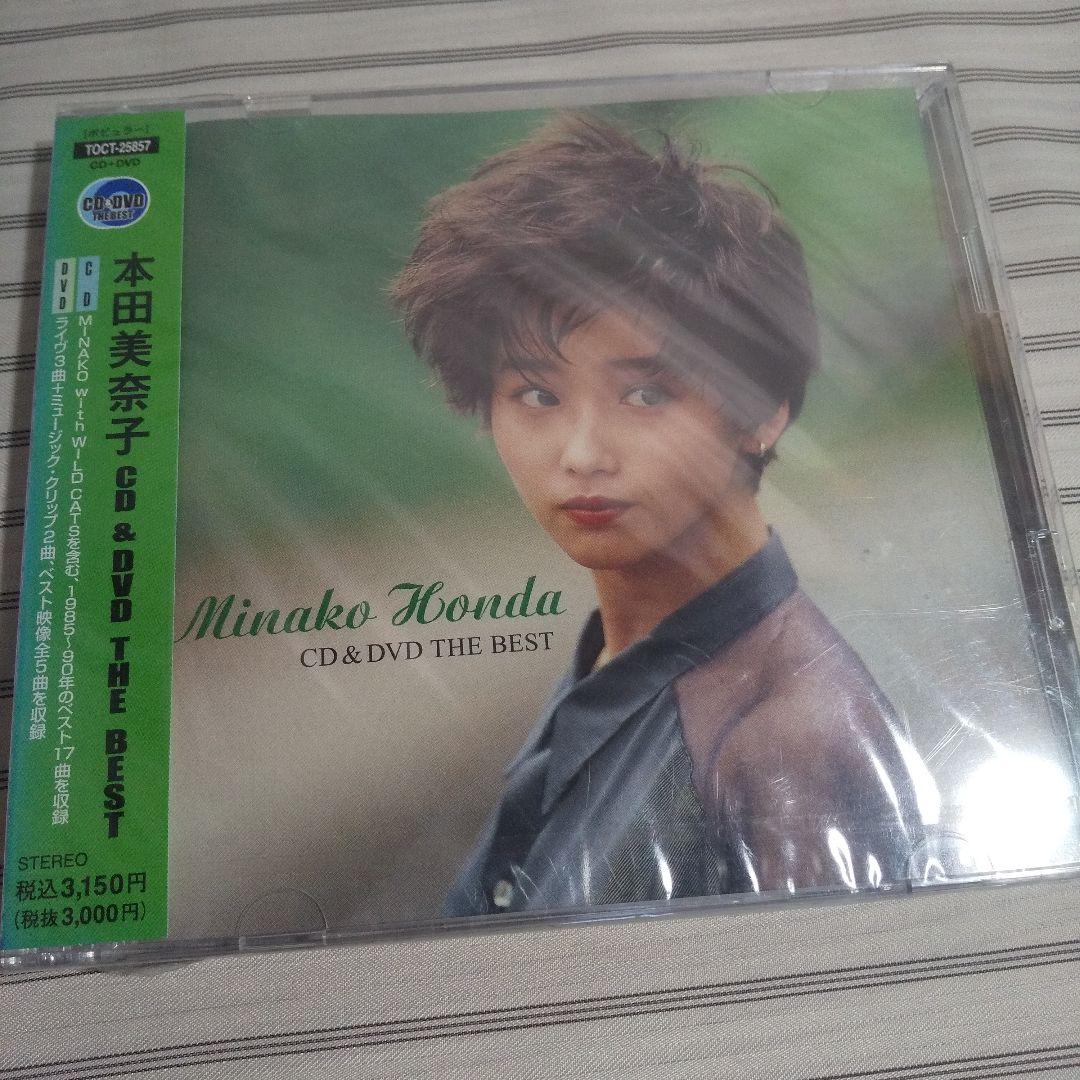 [ポピュラー]
TOCT-25857
CD+DVD
CD&DVD
THE BEST
本田美奈子 CD & DVD THE BEST
CD
MINAKO with WILD CATSを含む、1985〜90年のベスト17曲を収録
DVD
ライヴ3曲+ミュージック・クリップ2曲、ベスト映像全5曲を収録
STEREO
税込3,150円
(税抜3,000円)
Minako Honda
CD & DVD THE BEST